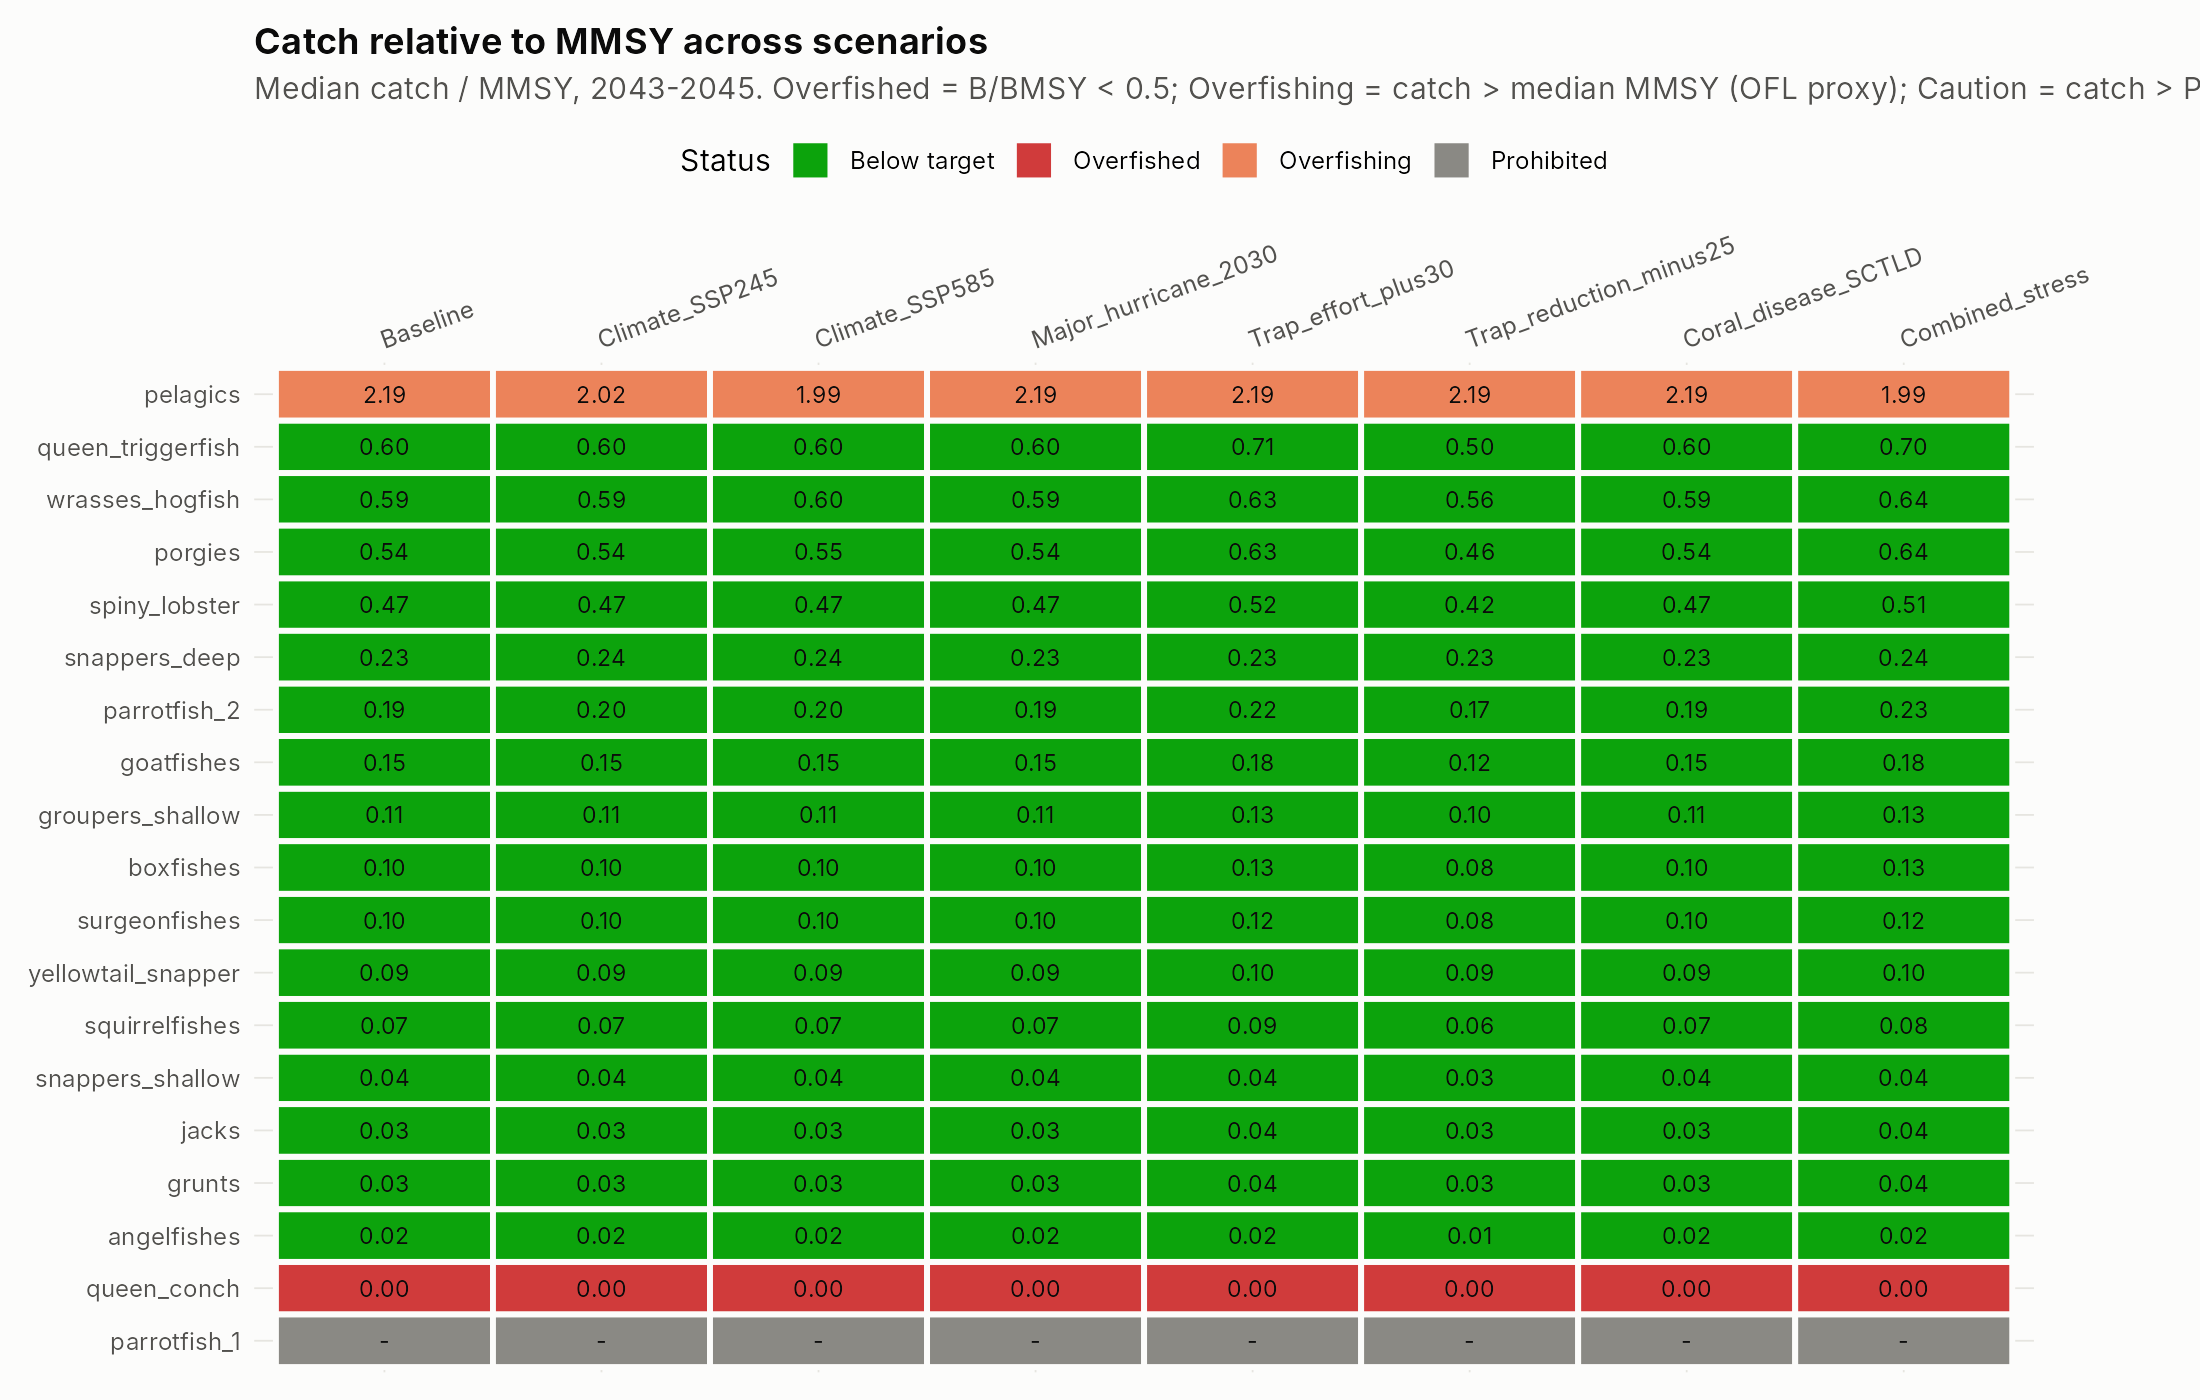 Catch relative to MMSY across scenarios
Median catch / MMSY, 2043-2045. Overfished = B/BMSY < 0.5; Overfishing = catch > median MMSY (OFL proxy); Caution = catch > P
Status Below target Overfished Overfishing Prohibited
Baseline Climate_SSP245 Climate_SSP585 Major_hurricane_2030 Trap_effort_plus30 Trap_reduction_minus25 Coral_disease_SCTLD Combined_stress
pelagics 2.19 2.02 1.99 2.19 2.19 2.19 2.19 1.99
queen_triggerfish 0.60 0.60 0.60 0.60 0.71 0.50 0.60 0.70
wrasses_hogfish 0.59 0.59 0.60 0.59 0.63 0.56 0.59 0.64
porgies 0.54 0.54 0.55 0.54 0.63 0.46 0.54 0.64
spiny_lobster 0.47 0.47 0.47 0.47 0.52 0.42 0.47 0.51
snappers_deep 0.23 0.24 0.24 0.23 0.23 0.23 0.23 0.24
parrotfish_2 0.19 0.20 0.20 0.19 0.22 0.17 0.19 0.23
goatfishes 0.15 0.15 0.15 0.15 0.18 0.12 0.15 0.18
groupers_shallow 0.11 0.11 0.11 0.11 0.13 0.10 0.11 0.13
boxfishes 0.10 0.10 0.10 0.10 0.13 0.08 0.10 0.13
surgeonfishes 0.10 0.10 0.10 0.10 0.12 0.08 0.10 0.12
yellowtail_snapper 0.09 0.09 0.09 0.09 0.10 0.09 0.09 0.10
squirrelfishes 0.07 0.07 0.07 0.07 0.09 0.06 0.07 0.08
snappers_shallow 0.04 0.04 0.04 0.04 0.04 0.03 0.04 0.04
jacks 0.03 0.03 0.03 0.03 0.04 0.03 0.03 0.04
grunts 0.03 0.03 0.03 0.03 0.04 0.03 0.03 0.04
angelfishes 0.02 0.02 0.02 0.02 0.02 0.01 0.02 0.02
queen_conch 0.00 0.00 0.00 0.00 0.00 0.00 0.00 0.00
parrotfish_1 - - - - - - - -